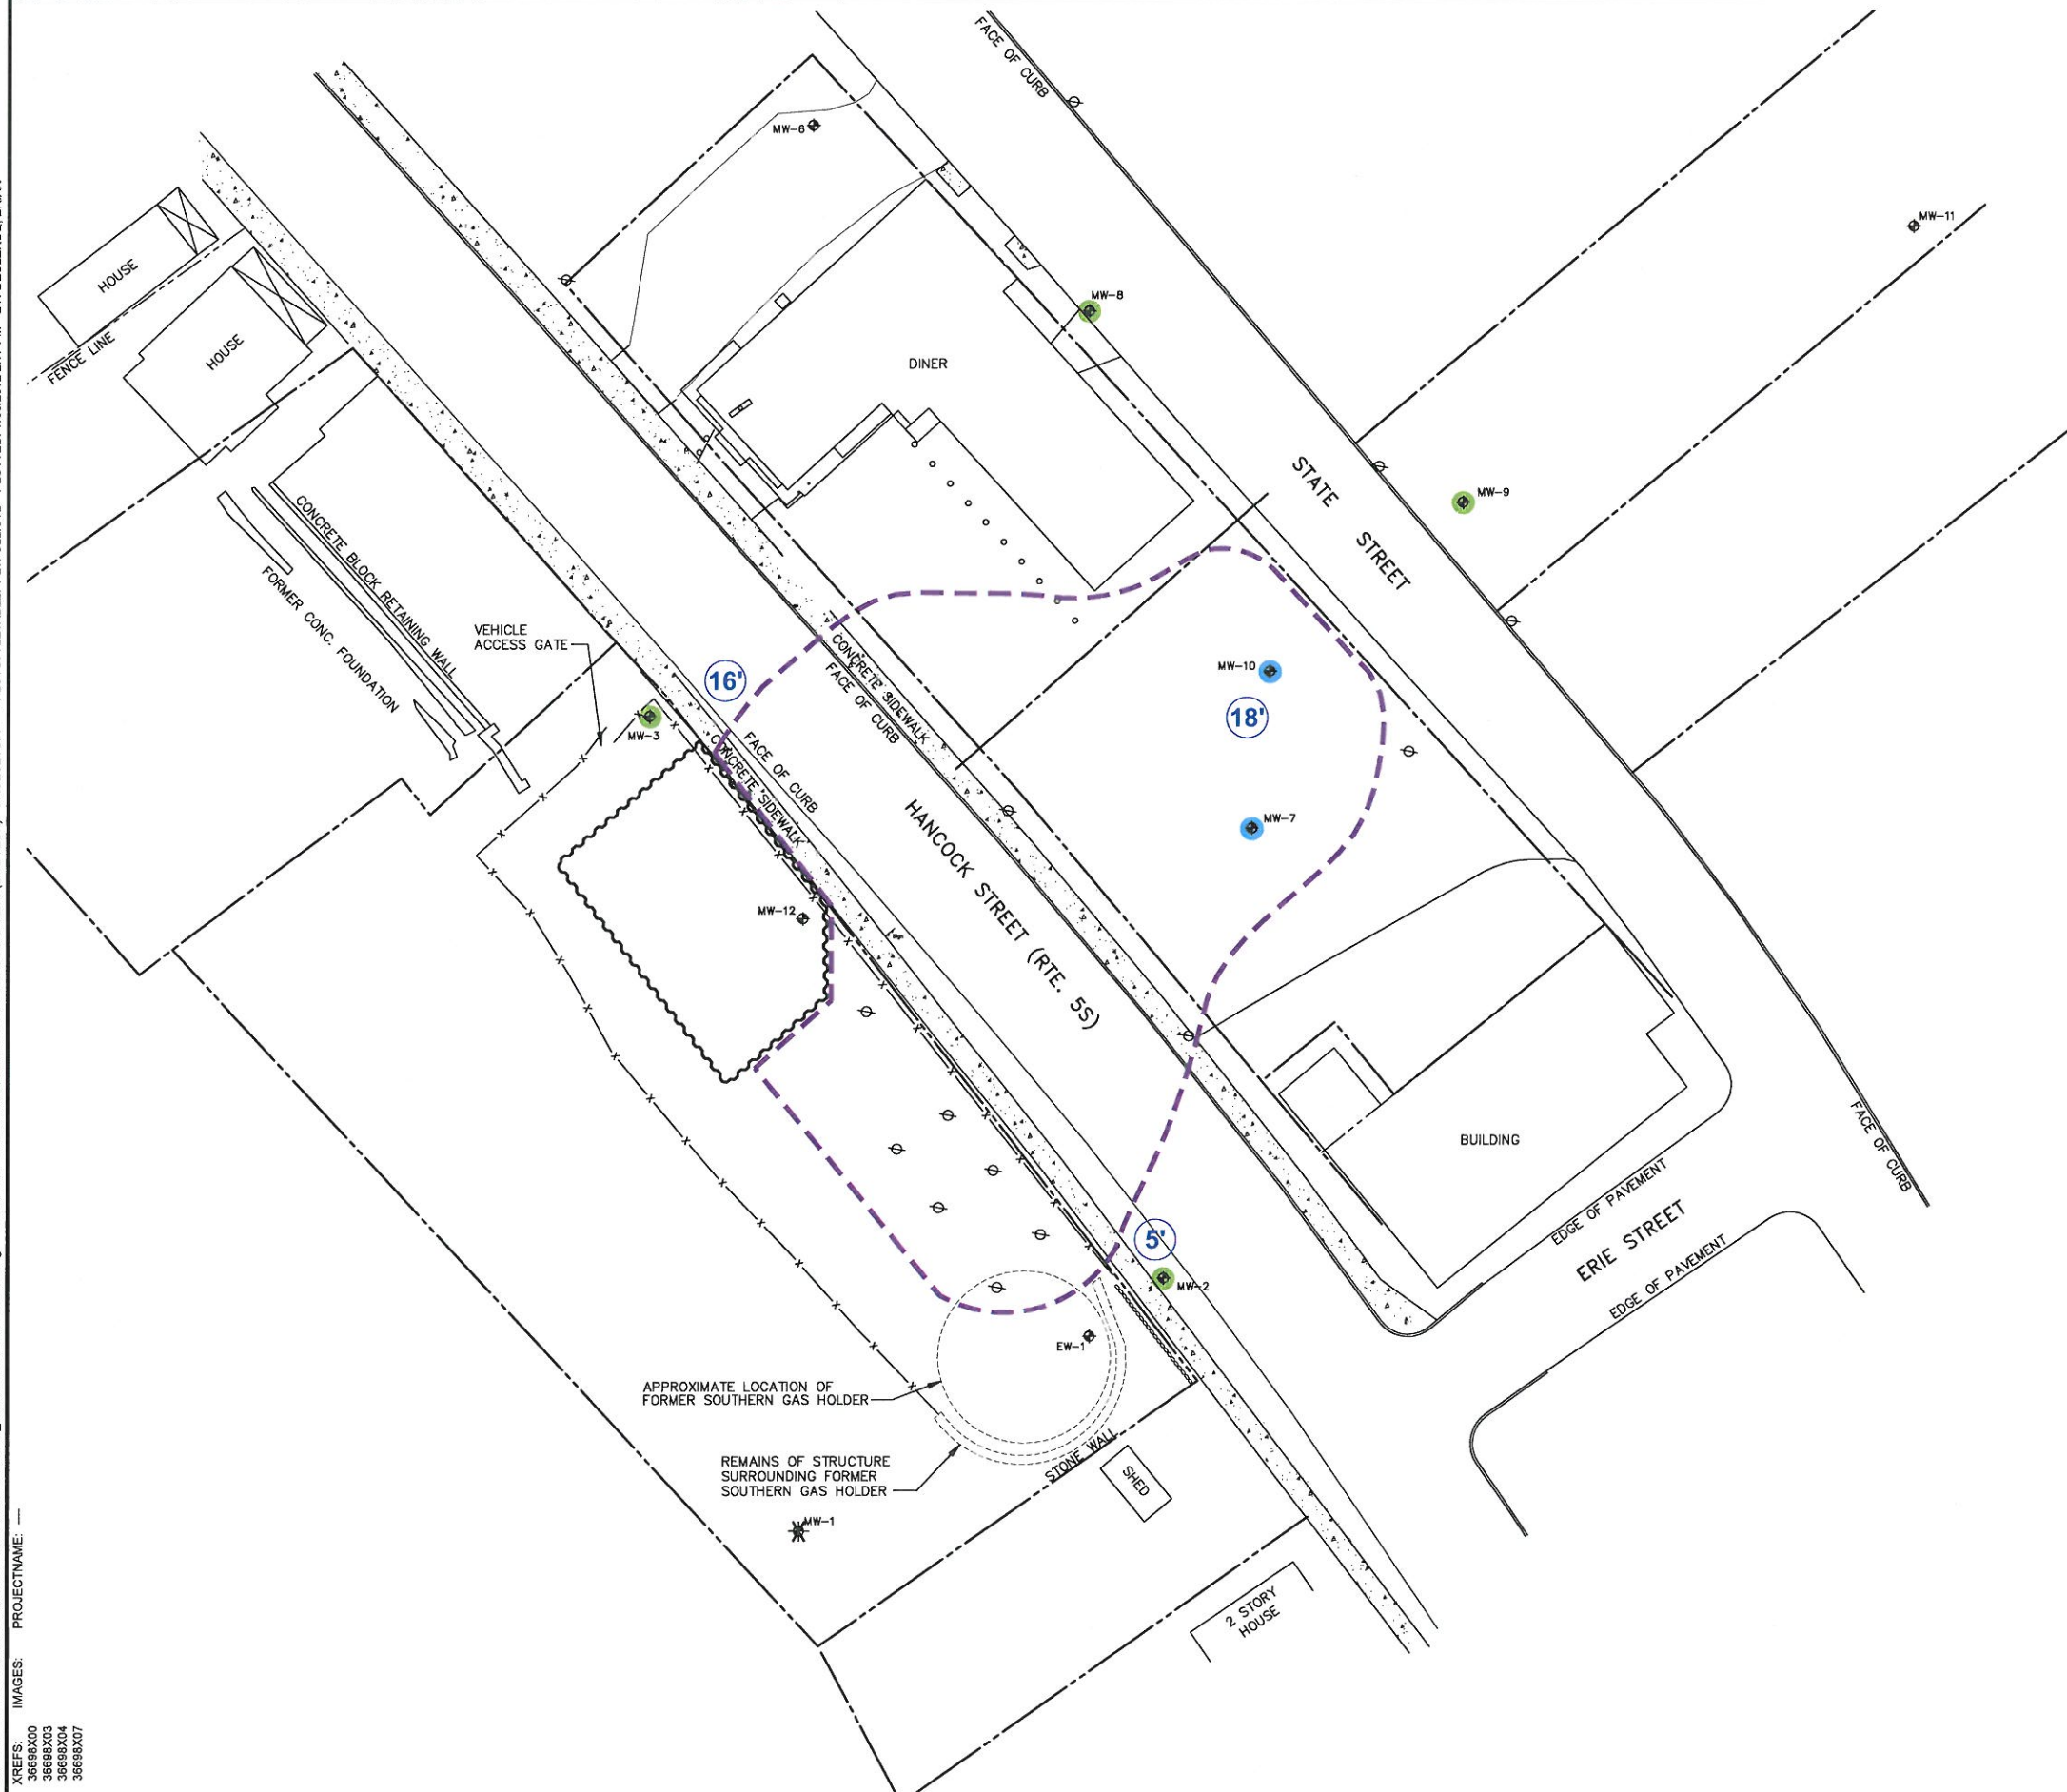 FACE OF CURB
MW-6
MW-11
HOUSE
MW-8
FENCE LINE
HOUSE
DINER
STATE STREET
MW-9
CONCRETE BLOCK RETAINING WALL
FORMER CONC. FOUNDATION
VEHICLE
ACCESS GATE
CONCRETE SIDEWALK
FACE OF CURB
16'
MW-10
18'
MW-3
FACE OF CURB
CONCRETE SIDEWALK
MW-7
HANCOCK STREET (RTE. 5S)
MW-12
BUILDING
FACE OF CURB
EDGE OF PAVEMENT
ERIE STREET
EDGE OF PAVEMENT
5'
MW-2
EW-1
APPROXIMATE LOCATION OF
FORMER SOUTHERN GAS HOLDER
REMAINS OF STRUCTURE
SURROUNDING FORMER
SOUTHERN GAS HOLDER
STONE WALL
SHED
MW-1
2 STORY
HOUSE
XREFS: IMAGES: PROJECTNAME: ---
36698X00
36698X03
36698X04
36698X07